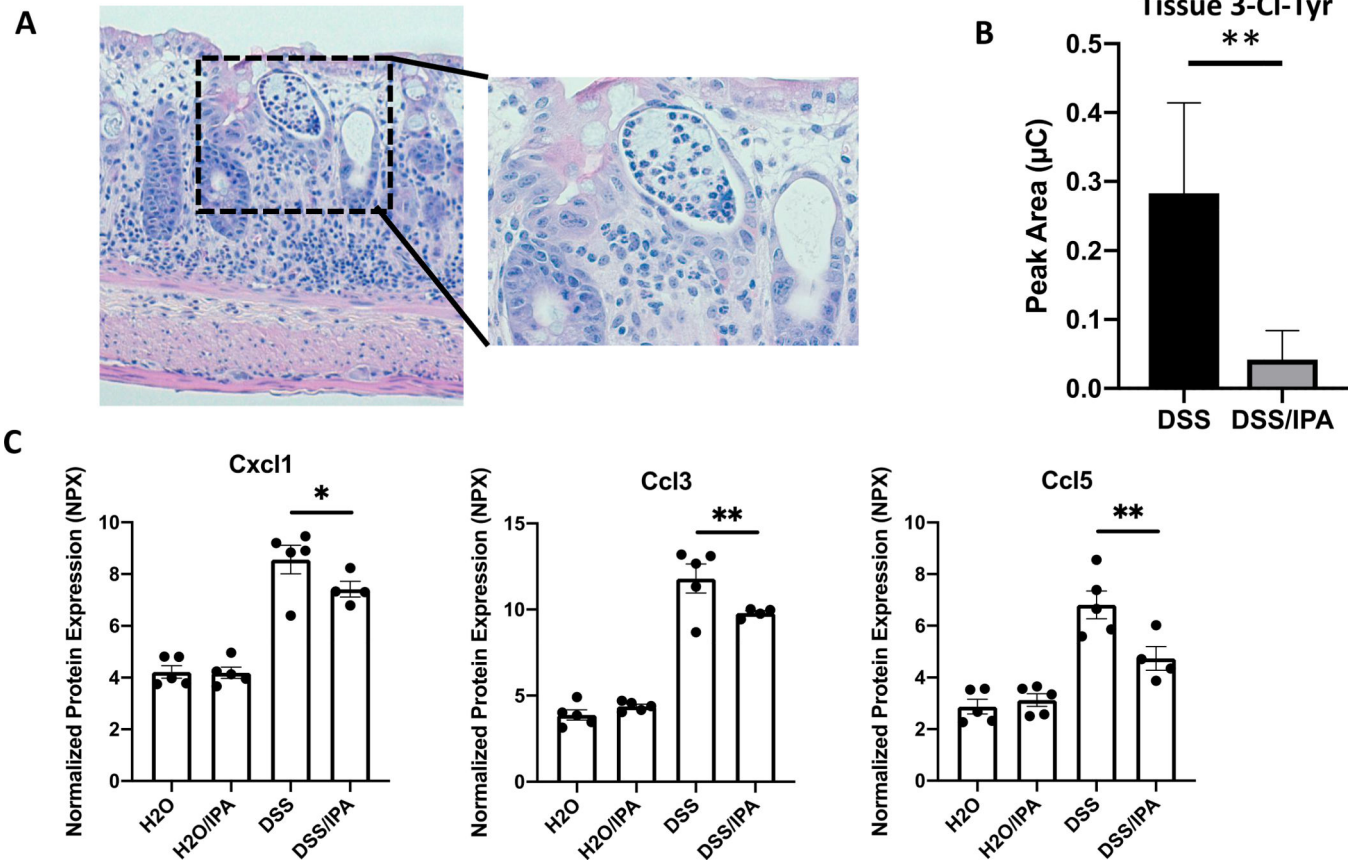 A
B
Tissue 3-Cl-Tyr
**
Peak Area (µC)
0.5
0.4
0.3
0.2
0.1
0.0
DSS
DSS/IPA
C
Cxcl1
Normalized Protein Expression (NPX)
*
10
8
6
4
2
0
H2O
H2O/IPA
DSS
DSS/IPA
Ccl3
Normalized Protein Expression (NPX)
**
15
10
5
0
H2O
H2O/IPA
DSS
DSS/IPA
Ccl5
Normalized Protein Expression (NPX)
**
10
8
6
4
2
0
H2O
H2O/IPA
DSS
DSS/IPA